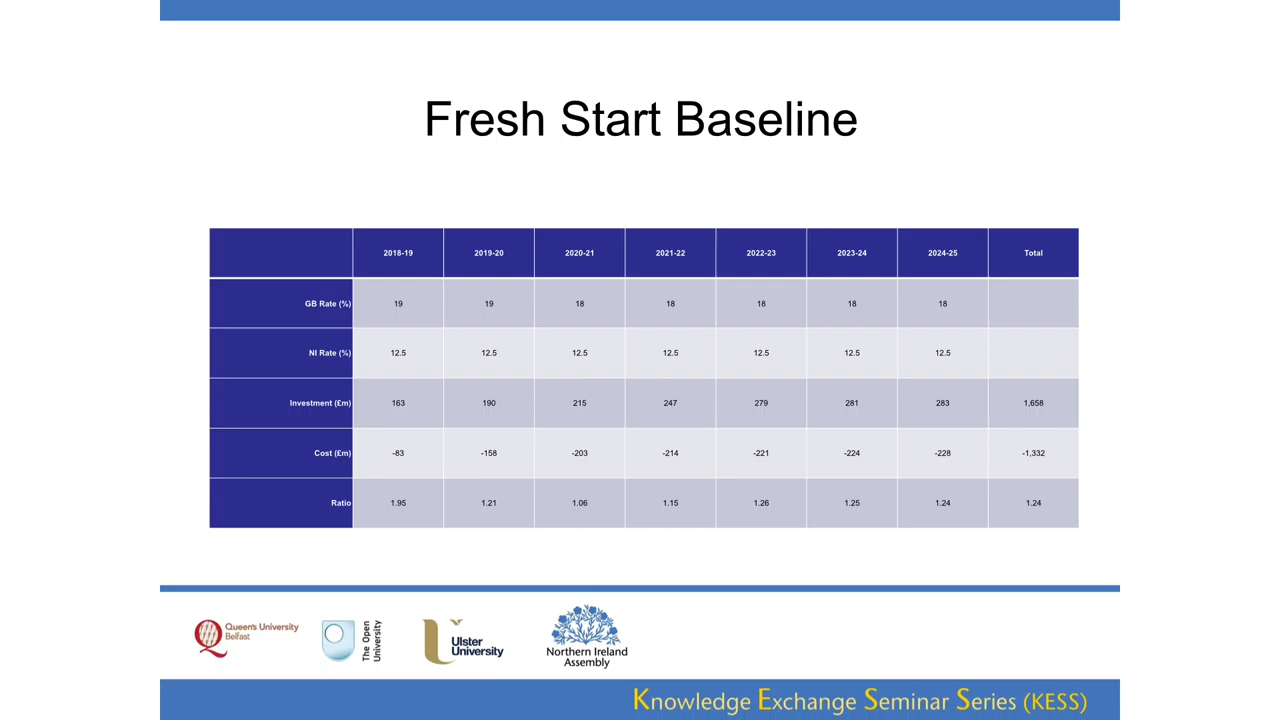 Fresh Start Baseline
2018-19 2019-20 2020-21 2021-22 2022-23 2023-24 2024-25 Total
GB Rate (%) 19 19 18 18 18 18 18
NI Rate (%) 12.5 12.5 12.5 12.5 12.5 12.5 12.5
Investment (£m) 163 190 215 247 279 281 283 1,658
Cost (£m) -83 -158 -203 -214 -221 -224 -228 -1,332
Ratio 1.95 1.21 1.06 1.15 1.26 1.25 1.24 1.24
Queen's University
Belfast
The Open
University
Ulster
University
Northern Ireland
Assembly
Knowledge Exchange Seminar Series (KESS)